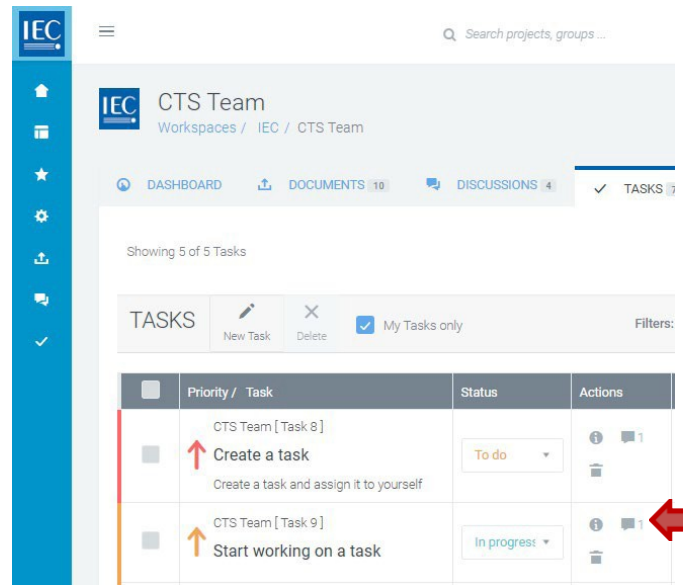 IEC
Search projects, groups ...
IEC
CTS Team
Workspaces / IEC / CTS Team
DASHBOARD DOCUMENTS 10 DISCUSSIONS 4 TASKS 7
Showing 5 of 5 Tasks
TASKS New Task Delete My Tasks only Filters:
Priority / Task Status Actions
CTS Team [ Task 8 ]
Create a task To do 1
Create a task and assign it to yourself
CTS Team [ Task 9 ]
Start working on a task In progress 1